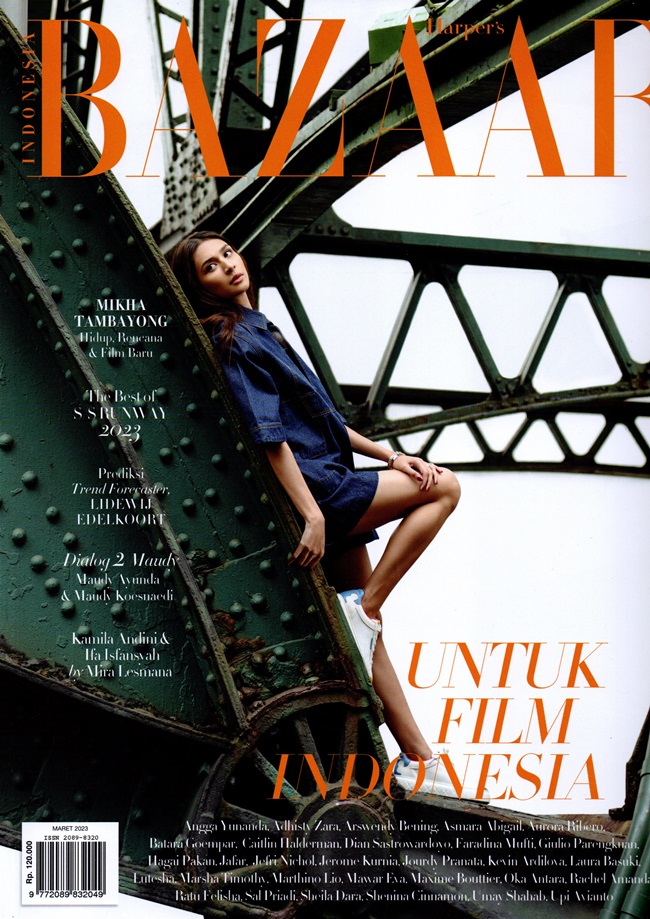 INDONESIA
Harper's
BAZAAR
MIKHA
TAMBAYONG
Hidup, Rencana
& Film Baru
The Best of
S S RUNWAY
2023
Prediksi
Trend Forecaster,
LIDEWIJ
EDELKOORT
Dialog 2 Maudy
Maudy Ayunda
& Maudy Koesnaedi
Kamila Andini &
Ifa Isfansyah
by Mira Lesmana
UNTUK
FILM
INDONESIA
Angga Yunanda, Adhisty Zara, Arswendy Bening, Asmara Abigail, Aurora Ribero,
Batara Goempar, Caitlin Halderman, Dian Sastrowardoyo, Faradina Mufti, Giulio Parengkuan,
Hagai Pakan, Jafar, Jefri Nichol, Jerome Kurnia, Jourdy Pranata, Kevin Ardilova, Laura Basuki,
Lutesha, Marsha Timothy, Marthino Lio, Mawar Eva, Maxime Bouttier, Oka Antara, Rachel Amanda
Ratu Felisha, Sal Priadi, Sheila Dara, Shenina Cinnamon, Umay Shahab, Upi Avianto
MARET 2023
ISSN 2089-8320
Rp. 120.000
9 772089 832049